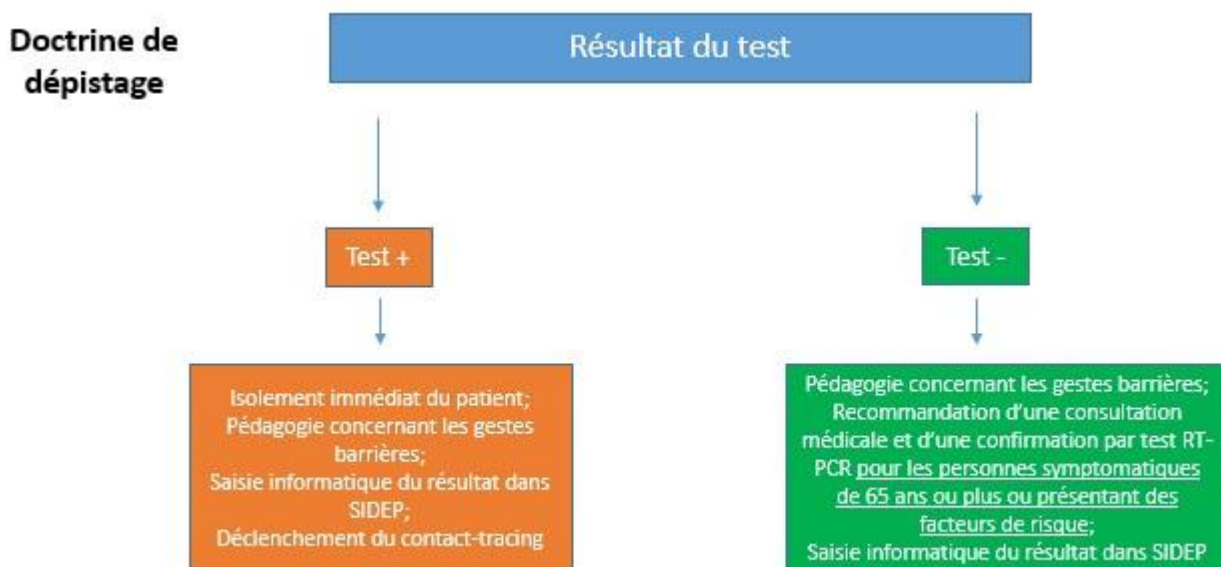 Doctrine de
dépistage
Résultat du test
Test +
Test -
Isolement immédiat du patient;
Pédagogie concernant les gestes
barrières;
Saisie informatique du résultat dans
SIDEP;
Déclenchement du contact-tracing
Pédagogie concernant les gestes barrières;
Recommandation d'une consultation
médicale et d'une confirmation par test RT-
PCR pour les personnes symptomatiques
de 65 ans ou plus ou présentant des
facteurs de risque;
Saisie informatique du résultat dans SIDEP